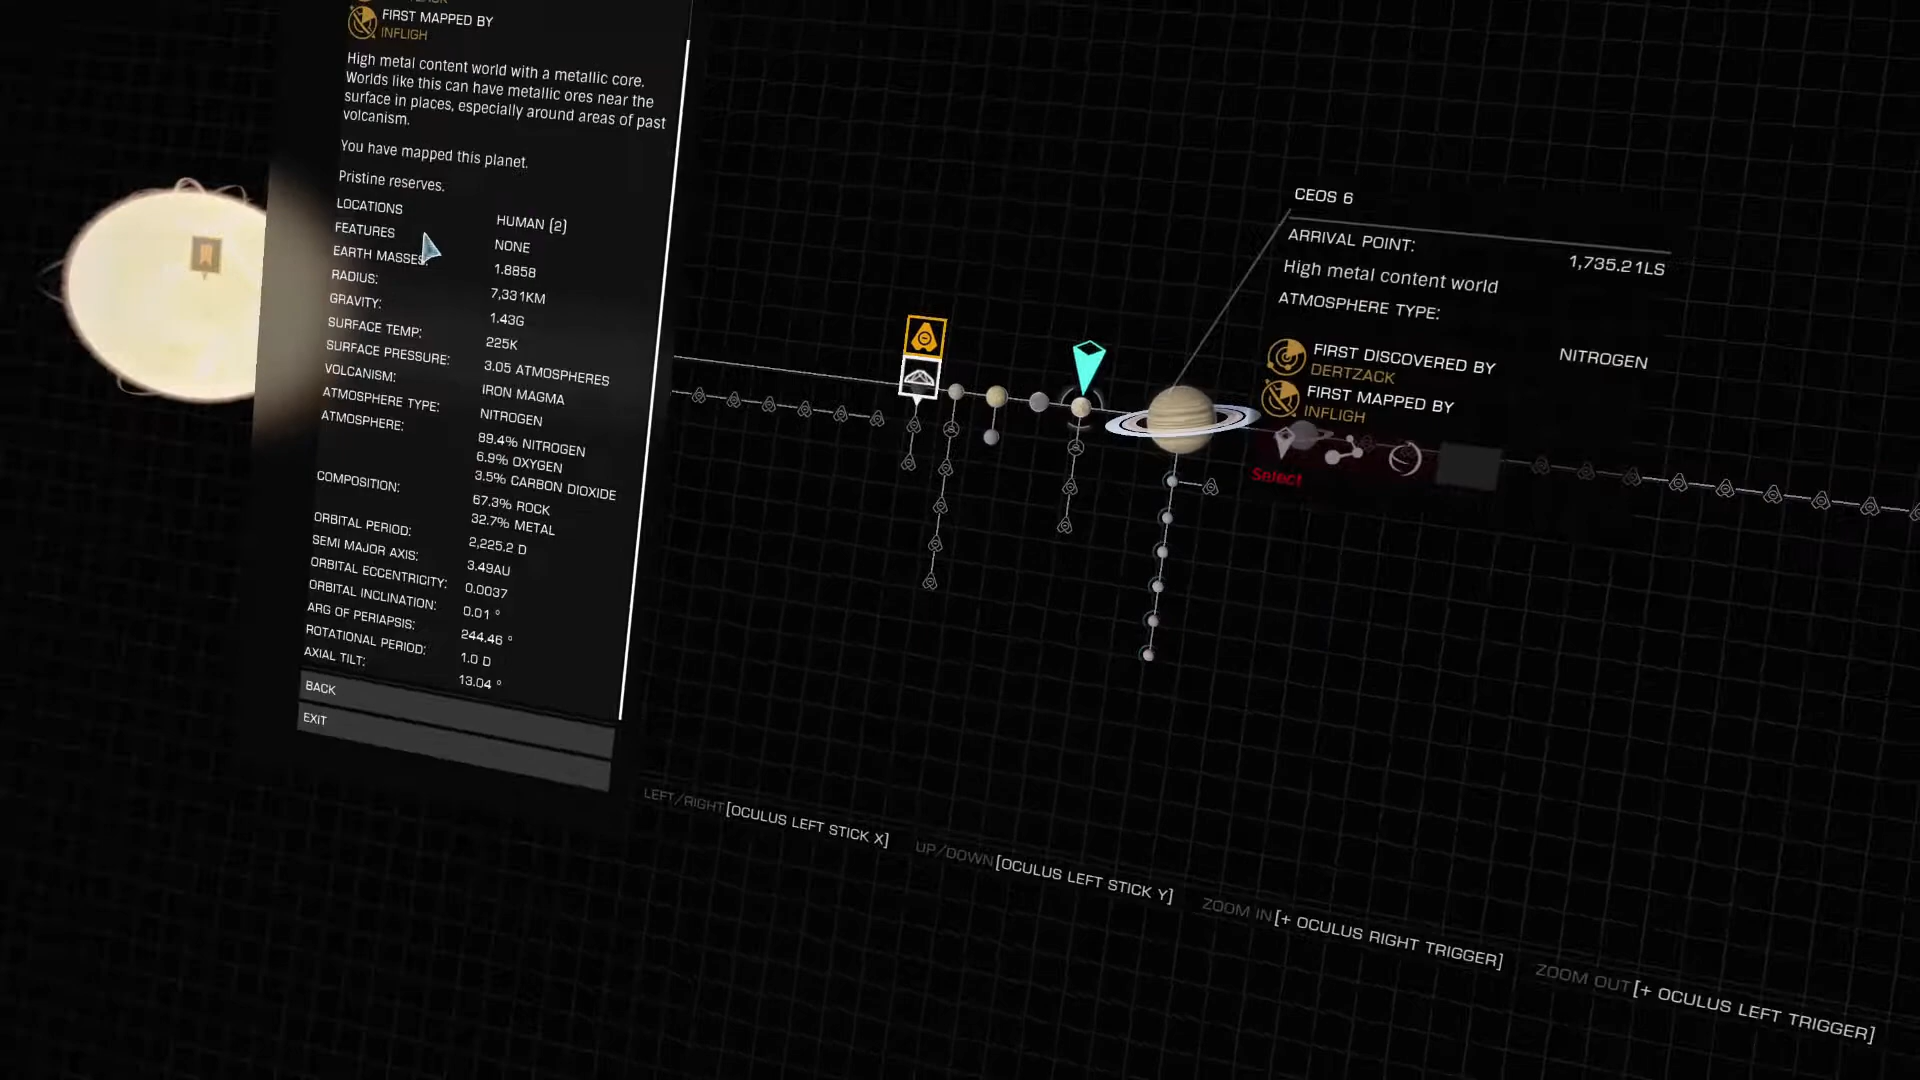 FIRST MAPPED BY
INFLIGH
High metal content world with a metallic core.
Worlds like this can have metallic ores near the
surface in places, especially around areas of past
volcanism.
You have mapped this planet.
Pristine reserves.
LOCATIONS HUMAN (2)
FEATURES NONE
EARTH MASSES: 1.8858
RADIUS: 7,331KM
GRAVITY: 1.43G
SURFACE TEMP: 225K
SURFACE PRESSURE: 3.05 ATMOSPHERES
VOLCANISM: IRON MAGMA
ATMOSPHERE TYPE: NITROGEN
ATMOSPHERE: 89.4% NITROGEN
6.9% OXYGEN
3.5% CARBON DIOXIDE
COMPOSITION: 67.3% ROCK
32.7% METAL
ORBITAL PERIOD: 2,225.2 D
SEMI MAJOR AXIS: 3.49AU
ORBITAL ECCENTRICITY: 0.0037
ORBITAL INCLINATION: 0.01 °
ARG OF PERIAPSIS: 244.46 °
ROTATIONAL PERIOD: 1.0 D
AXIAL TILT: 13.04 °
BACK
EXIT
CEOS 6
ARRIVAL POINT: 1,735.21LS
High metal content world
ATMOSPHERE TYPE: NITROGEN
FIRST DISCOVERED BY
DERTZACK
FIRST MAPPED BY
INFLIGH
Select
LEFT/RIGHT[OCULUS LEFT STICK X] UP/DOWN[OCULUS LEFT STICK Y] ZOOM IN[+ OCULUS RIGHT TRIGGER] ZOOM OUT[+ OCULUS LEFT TRIGGER]